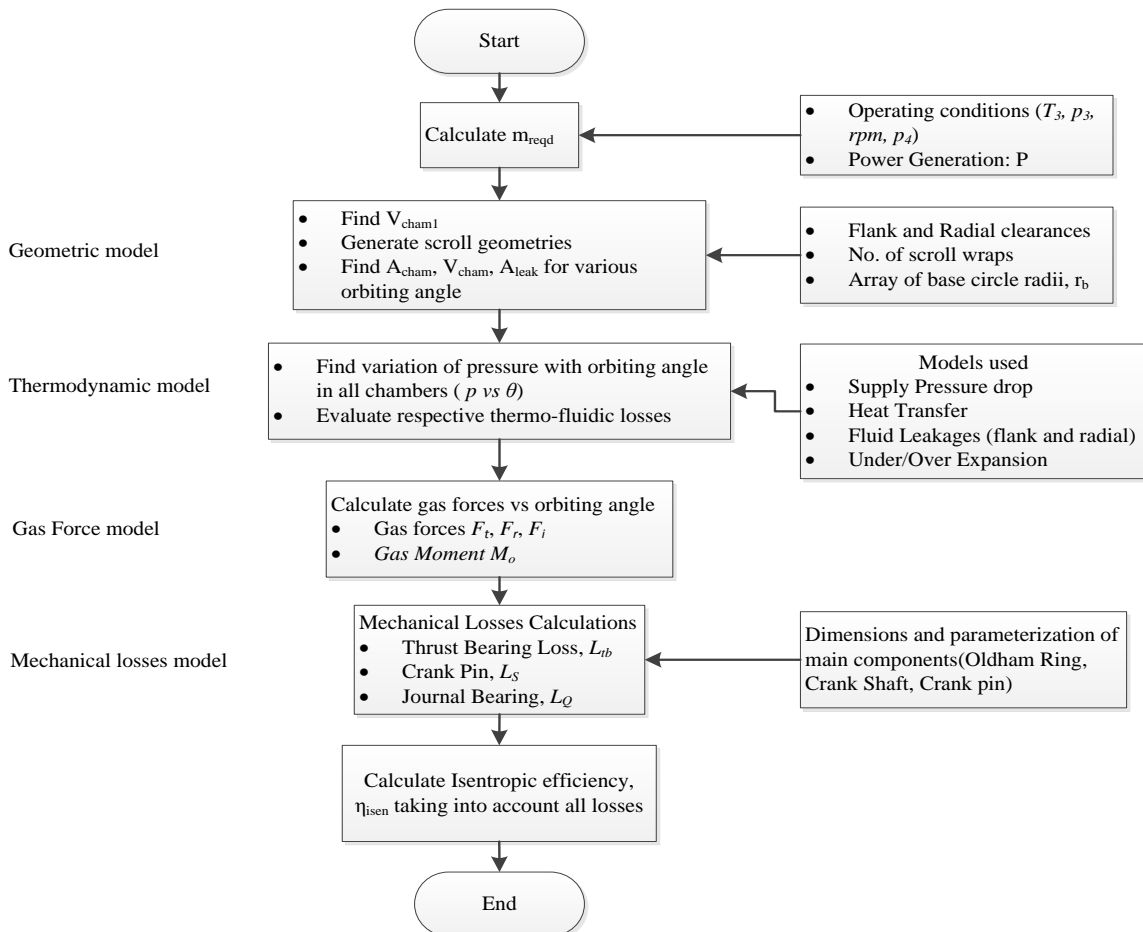 Start
Calculate m_reqd
• Operating conditions (T₃, p₃,
rpm, p₄)
• Power Generation: P
Geometric model
• Find V_cham1
• Generate scroll geometries
• Find A_cham, V_cham, A_leak for various
orbiting angle
• Flank and Radial clearances
• No. of scroll wraps
• Array of base circle radii, r_b
Thermodynamic model
• Find variation of pressure with orbiting angle
in all chambers ( p vs θ)
• Evaluate respective thermo-fluidic losses
Models used
• Supply Pressure drop
• Heat Transfer
• Fluid Leakages (flank and radial)
• Under/Over Expansion
Gas Force model
Calculate gas forces vs orbiting angle
• Gas forces F_t, F_r, F_i
• Gas Moment M_o
Mechanical losses model
Mechanical Losses Calculations
• Thrust Bearing Loss, L_tb
• Crank Pin, L_S
• Journal Bearing, L_Q
Dimensions and parameterization of
main components(Oldham Ring,
Crank Shaft, Crank pin)
Calculate Isentropic efficiency,
η_isen taking into account all losses
End